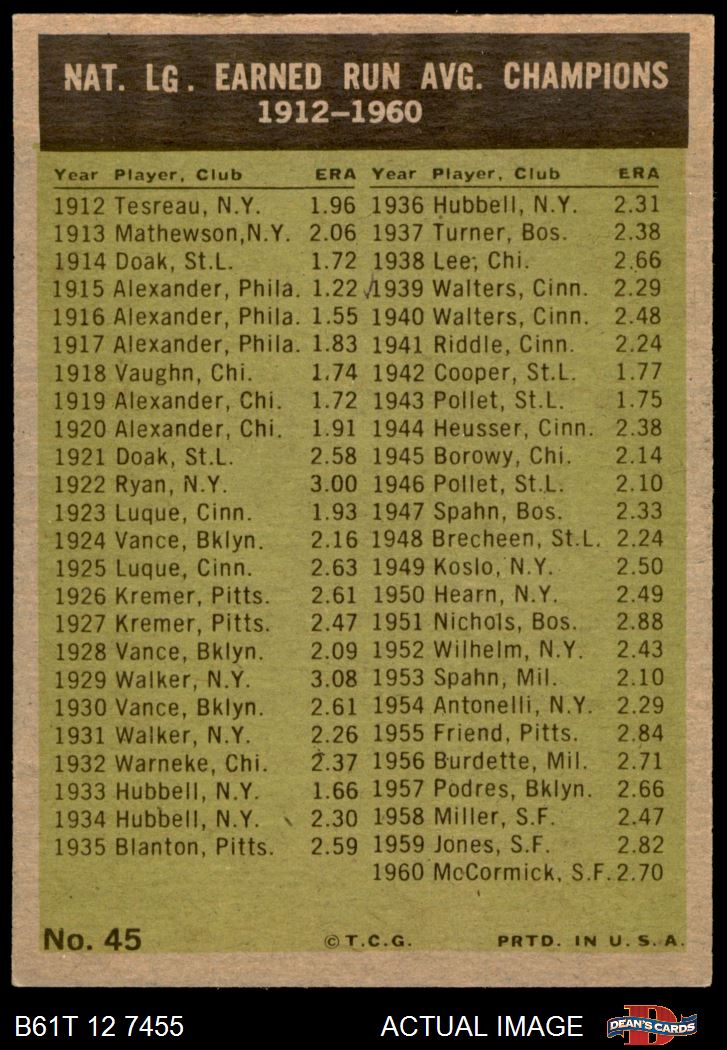 NAT. LG. EARNED RUN AVG. CHAMPIONS
1912–1960
Year Player, Club ERA
1912 Tesreau, N.Y. 1.96
1913 Mathewson,N.Y. 2.06
1914 Doak, St.L. 1.72
1915 Alexander, Phila. 1.22
1916 Alexander, Phila. 1.55
1917 Alexander, Phila. 1.83
1918 Vaughn, Chi. 1.74
1919 Alexander, Chi. 1.72
1920 Alexander, Chi. 1.91
1921 Doak, St.L. 2.58
1922 Ryan, N.Y. 3.00
1923 Luque, Cinn. 1.93
1924 Vance, Bklyn. 2.16
1925 Luque, Cinn. 2.63
1926 Kremer, Pitts. 2.61
1927 Kremer, Pitts. 2.47
1928 Vance, Bklyn. 2.09
1929 Walker, N.Y. 3.08
1930 Vance, Bklyn. 2.61
1931 Walker, N.Y. 2.26
1932 Warneke, Chi. 2.37
1933 Hubbell, N.Y. 1.66
1934 Hubbell, N.Y. 2.30
1935 Blanton, Pitts. 2.59
Year Player, Club ERA
1936 Hubbell, N.Y. 2.31
1937 Turner, Bos. 2.38
1938 Lee, Chi. 2.66
1939 Walters, Cinn. 2.29
1940 Walters, Cinn. 2.48
1941 Riddle, Cinn. 2.24
1942 Cooper, St.L. 1.77
1943 Pollet, St.L. 1.75
1944 Heusser, Cinn. 2.38
1945 Borowy, Chi. 2.14
1946 Pollet, St.L. 2.10
1947 Spahn, Bos. 2.33
1948 Brecheen, St.L. 2.24
1949 Koslo, N.Y. 2.50
1950 Hearn, N.Y. 2.49
1951 Nichols, Bos. 2.88
1952 Wilhelm, N.Y. 2.43
1953 Spahn, Mil. 2.10
1954 Antonelli, N.Y. 2.29
1955 Friend, Pitts. 2.84
1956 Burdette, Mil. 2.71
1957 Podres, Bklyn. 2.66
1958 Miller, S.F. 2.47
1959 Jones, S.F. 2.82
1960 McCormick, S.F. 2.70
No. 45 © T.C.G. PRTD. IN U.S.A.
B61T 12 7455 ACTUAL IMAGE DEAN'S CARDS